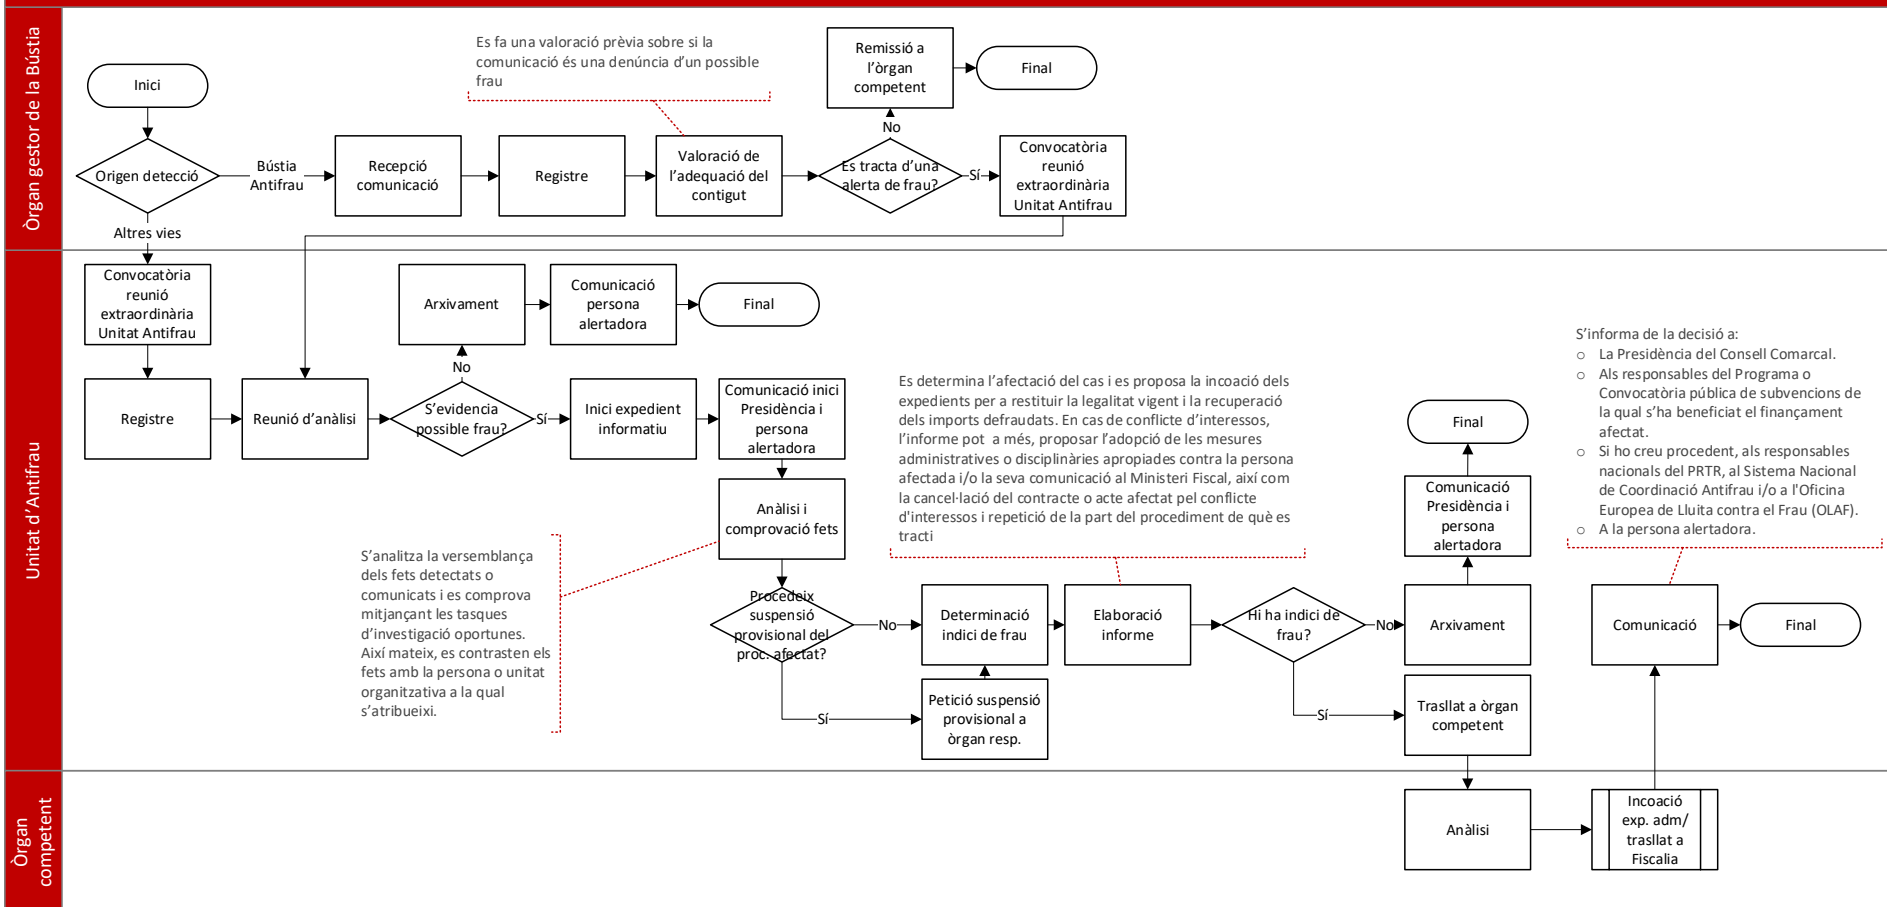 Òrgan gestor de la Bústia
Inici
Origen detecció
Bústia
Antifrau
Altres vies
Recepció
comunicació
Registre
Es fa una valoració prèvia sobre si la
comunicació és una denúncia d’un possible
frau
Valoració de
l’adequació del
contigut
Es tracta d’una
alerta de frau?
No
Remissió a
l’òrgan
competent
Final
Sí
Convocatòria
reunió
extraordinària
Unitat Antifrau
Unitat d’Antifrau
Convocatòria
reunió
extraordinària
Unitat Antifrau
Registre
Reunió d’anàlisi
S’evidencia
possible frau?
No
Arxivament
Comunicació
persona
alertadora
Final
Sí
Inici expedient
informatiu
Comunicació inici
Presidència i
persona
alertadora
Anàlisi i
comprovació fets
S’analitza la versemblança
dels fets detectats o
comunicats i es comprova
mitjançant les tasques
d’investigació oportunes.
Així mateix, es contrasten els
fets amb la persona o unitat
organitzativa a la qual
s’atribueixi.
Procedeix
suspensió
provisional del
proc. afectat?
No
Sí
Petició suspensió
provisional a
òrgan resp.
Determinació
indici de frau
Es determina l’afectació del cas i es proposa la incoació dels
expedients per a restituir la legalitat vigent i la recuperació
dels imports defraudats. En cas de conflicte d’interessos,
l’informe pot  a més, proposar l’adopció de les mesures
administratives o disciplinàries apropiades contra la persona
afectada i/o la seva comunicació al Ministeri Fiscal, així com
la cancel·lació del contracte o acte afectat pel conflicte
d'interessos i repetició de la part del procediment de què es
tracti
Elaboració
informe
Hi ha indici de
frau?
No
Arxivament
Comunicació
Presidència i
persona
alertadora
Final
Sí
Trasllat a òrgan
competent
S’informa de la decisió a:
○ La Presidència del Consell Comarcal.
○ Als responsables del Programa o
Convocatòria pública de subvencions de
la qual s’ha beneficiat el finançament
afectat.
○ Si ho creu procedent, als responsables
nacionals del PRTR, al Sistema Nacional
de Coordinació Antifrau i/o a l'Oficina
Europea de Lluita contra el Frau (OLAF).
○ A la persona alertadora.
Comunicació
Final
Òrgan
competent
Anàlisi
Incoació
exp. adm/
trasllat a
Fiscalia